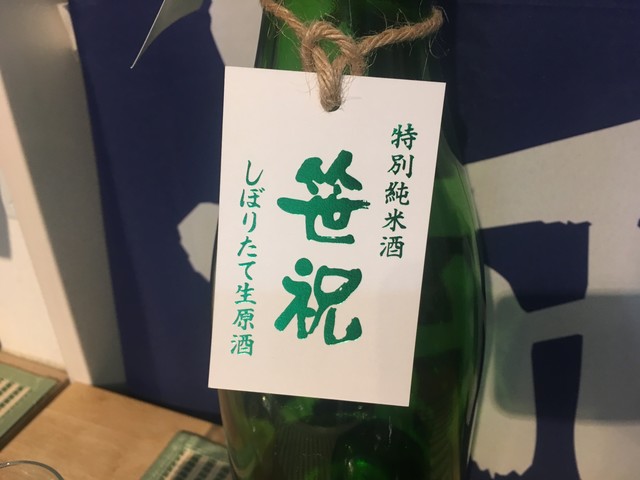 特別純米酒
笹祝
しぼりたて生原酒